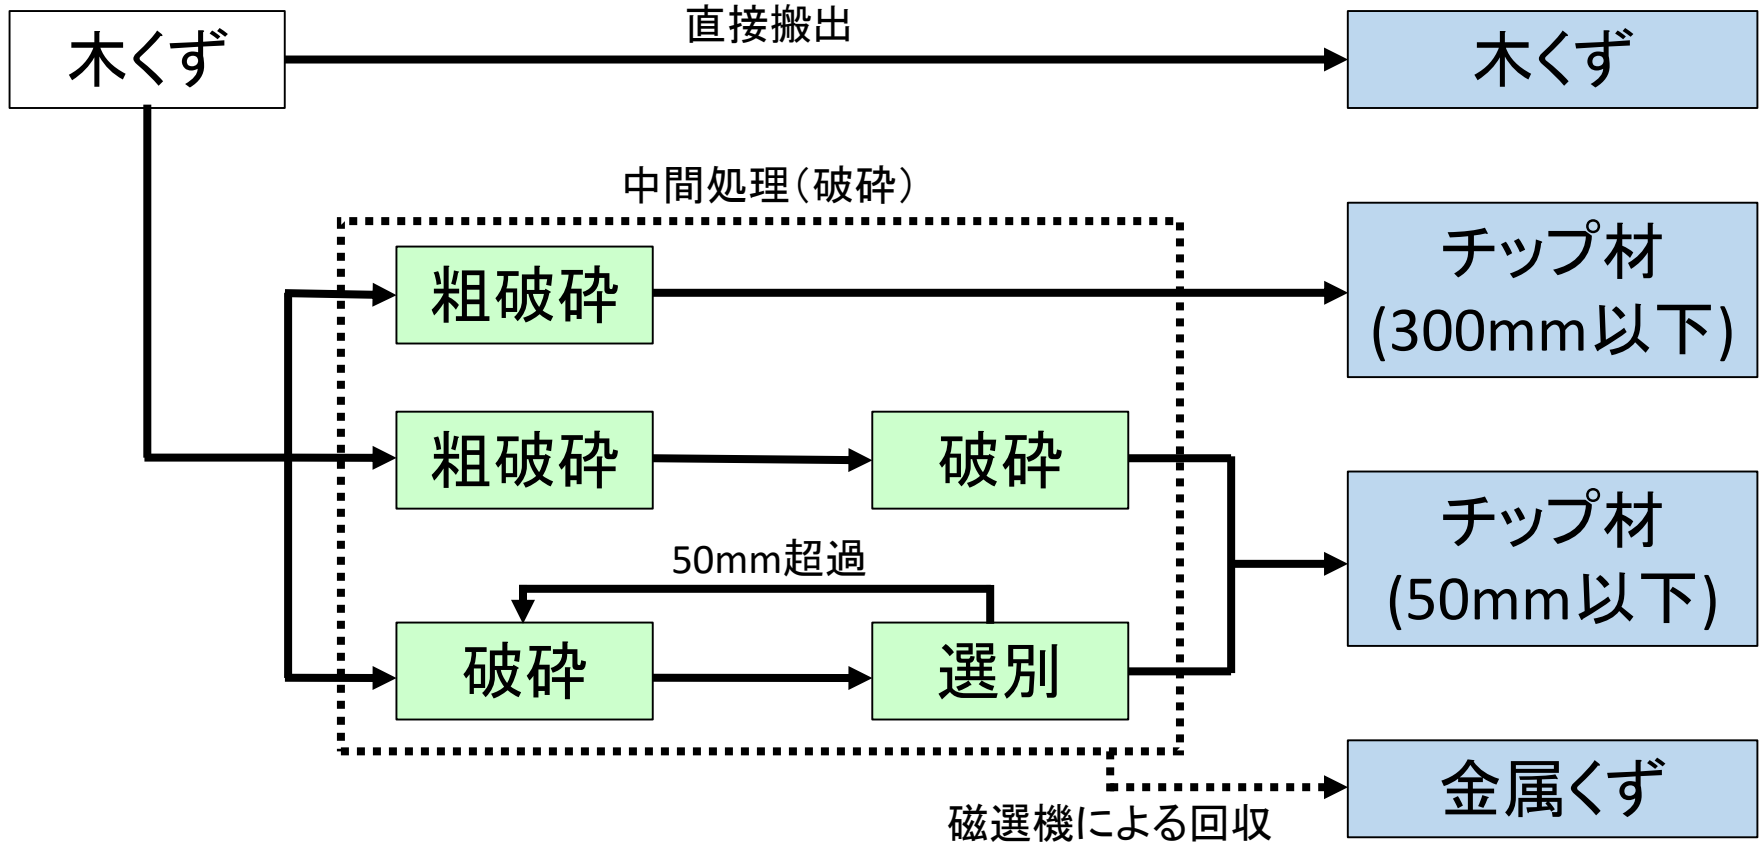 木くず
直接搬出
木くず
中間処理(破砕)
粗破砕
チップ材
(300mm以下)
粗破砕
破砕
チップ材
(50mm以下)
50mm超過
破砕
選別
金属くず
磁選機による回収